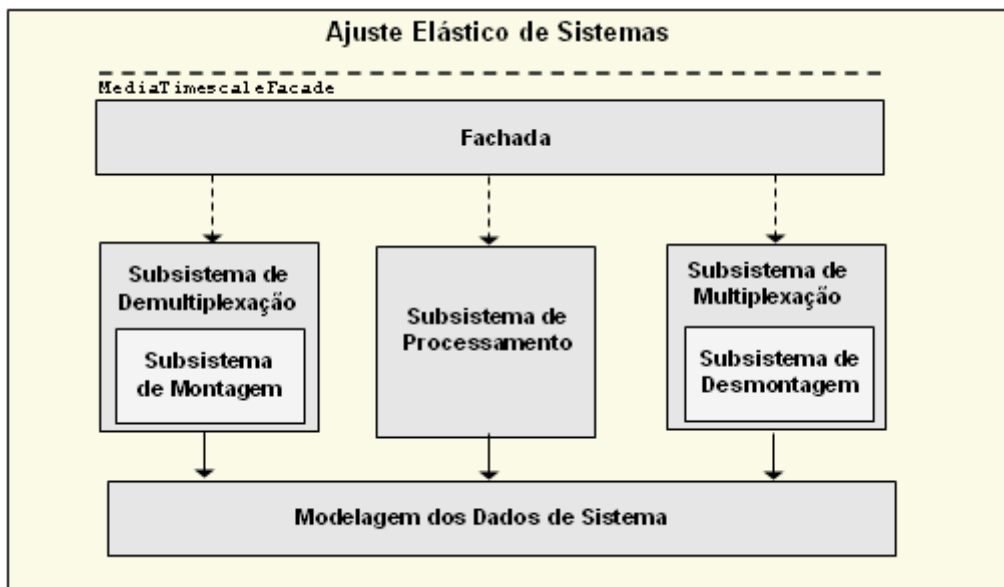 Ajuste Elástico de Sistemas
MediaTimescaleFacade
Fachada
Subsistema de
Demultiplexação
Subsistema
de Montagem
Subsistema de
Processamento
Subsistema de
Multiplexação
Subsistema de
Desmontagem
Modelagem dos Dados de Sistema